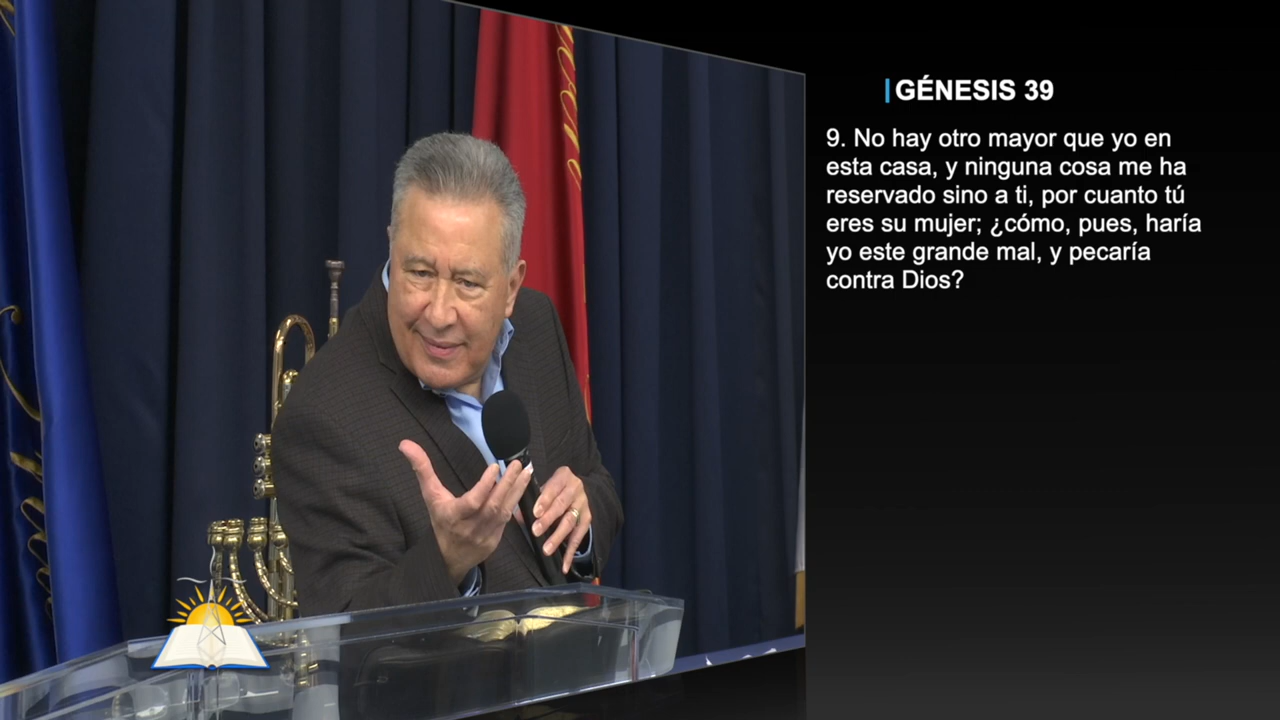 GÉNESIS 39
9. No hay otro mayor que yo en
esta casa, y ninguna cosa me ha
reservado sino a ti, por cuanto tú
eres su mujer; ¿cómo, pues, haría
yo este grande mal, y pecaría
contra Dios?